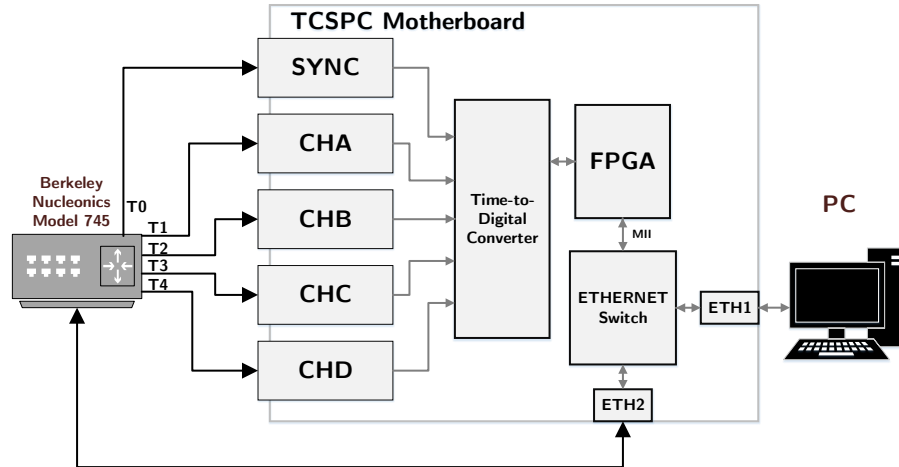 TCSPC Motherboard
SYNC
CHA
CHB
CHC
CHD
Berkeley
Nucleonics
Model 745
T0
T1
T2
T3
T4
Time-to-
Digital
Converter
FPGA
MII
ETHERNET
Switch
ETH1
ETH2
PC